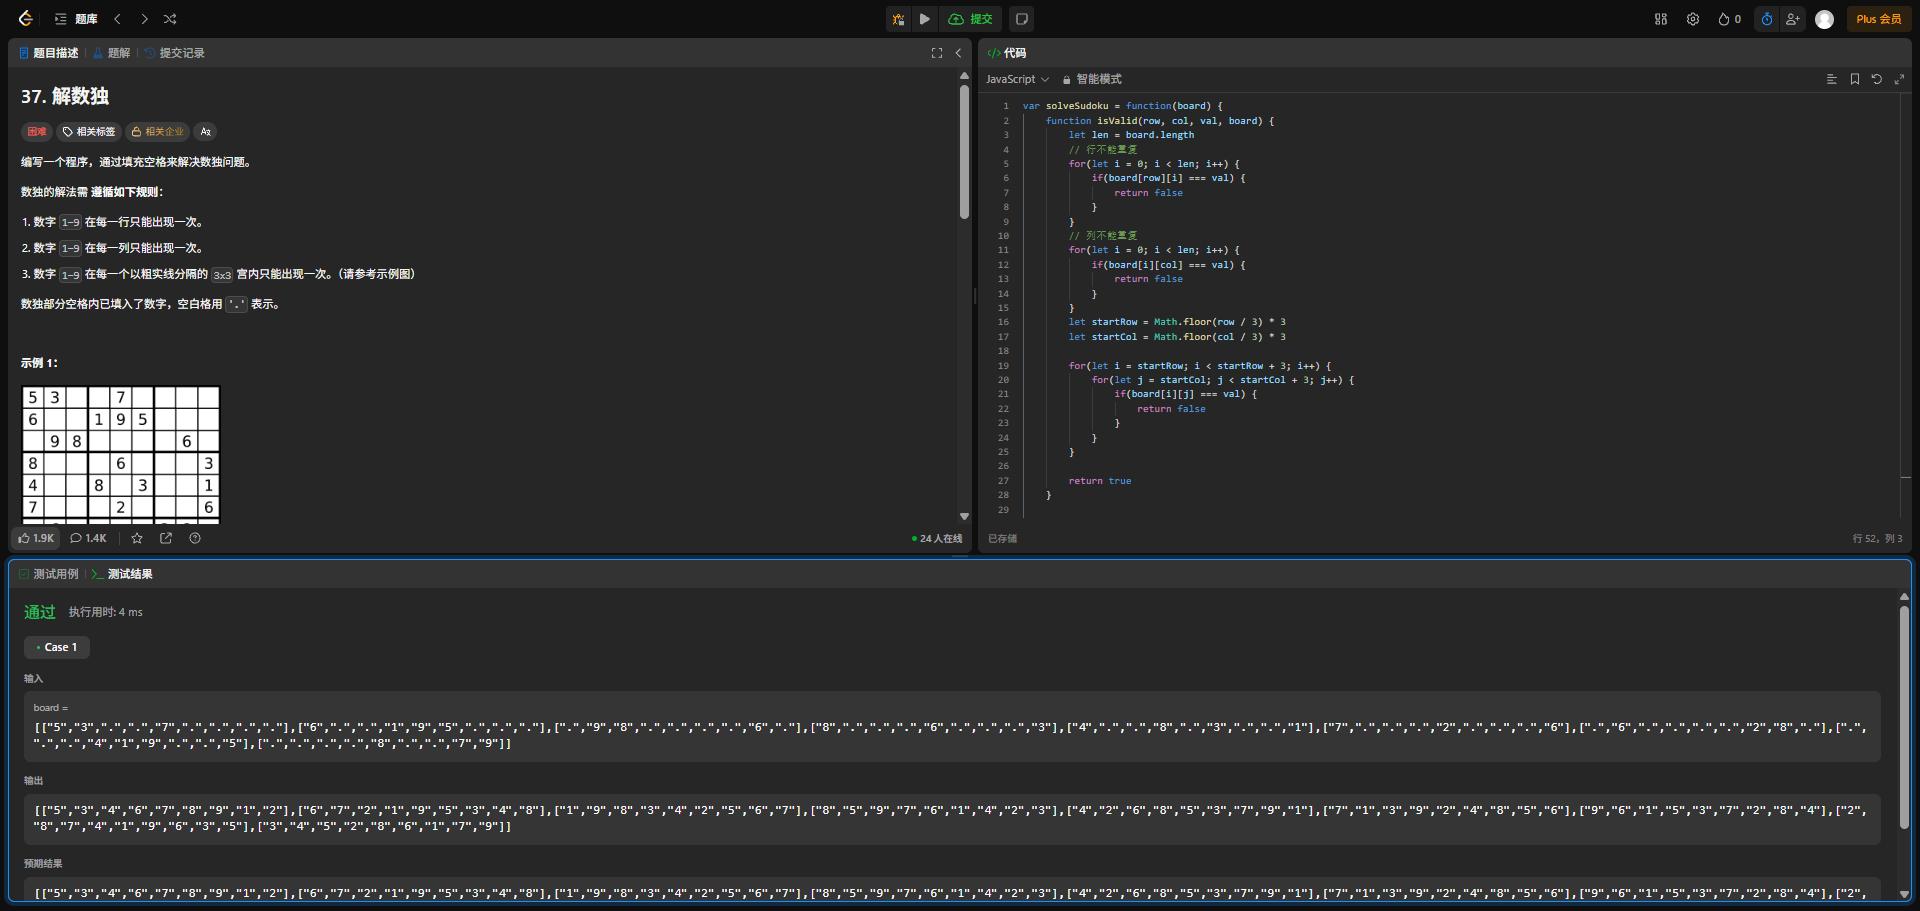 题库
提交
0
Plus 会员
题目描述
题解
提交记录
37. 解数独
困难
相关标签
相关企业
编写一个程序，通过填充空格来解决数独问题。
数独的解法需 遵循如下规则：
1. 数字 1-9 在每一行只能出现一次。
2. 数字 1-9 在每一列只能出现一次。
3. 数字 1-9 在每一个以粗实线分隔的 3x3 宫内只能出现一次。（请参考示例图）
数独部分空格内已填入了数字，空白格用 '.' 表示。
示例 1：
5 3 7
6 1 9 5
9 8 6
8 6 3
4 8 3 1
7 2 6
1.9K
1.4K
24 人在线
</> 代码
JavaScript
智能模式
1 var solveSudoku = function(board) {
2 function isValid(row, col, val, board) {
3 let len = board.length
4 // 行不能重复
5 for(let i = 0; i < len; i++) {
6 if(board[row][i] === val) {
7 return false
8 }
9 }
10 // 列不能重复
11 for(let i = 0; i < len; i++) {
12 if(board[i][col] === val) {
13 return false
14 }
15 }
16 let startRow = Math.floor(row / 3) * 3
17 let startCol = Math.floor(col / 3) * 3
18
19 for(let i = startRow; i < startRow + 3; i++) {
20 for(let j = startCol; j < startCol + 3; j++) {
21 if(board[i][j] === val) {
22 return false
23 }
24 }
25 }
26
27 return true
28 }
29
已存储
行 52，列 3
测试用例
测试结果
通过
执行用时: 4 ms
Case 1
输入
board =
[["5","3",".",".","7",".",".",".","."],["6",".",".","1","9","5",".",".","."],[".","9","8",".",".",".",".","6","."],["8",".",".",".","6",".",".",".","3"],["4",".",".","8",".","3",".",".","1"],["7",".",".",".","2",".",".",".","6"],[".","6",".",".",".",".","2","8","."],[".",
".",".","4","1","9",".",".","5"],[".",".",".",".","8",".",".","7","9"]]
输出
[["5","3","4","6","7","8","9","1","2"],["6","7","2","1","9","5","3","4","8"],["1","9","8","3","4","2","5","6","7"],["8","5","9","7","6","1","4","2","3"],["4","2","6","8","5","3","7","9","1"],["7","1","3","9","2","4","8","5","6"],["9","6","1","5","3","7","2","8","4"],["2",
"8","7","4","1","9","6","3","5"],["3","4","5","2","8","6","1","7","9"]]
预期结果
[["5","3","4","6","7","8","9","1","2"],["6","7","2","1","9","5","3","4","8"],["1","9","8","3","4","2","5","6","7"],["8","5","9","7","6","1","4","2","3"],["4","2","6","8","5","3","7","9","1"],["7","1","3","9","2","4","8","5","6"],["9","6","1","5","3","7","2","8","4"],["2",